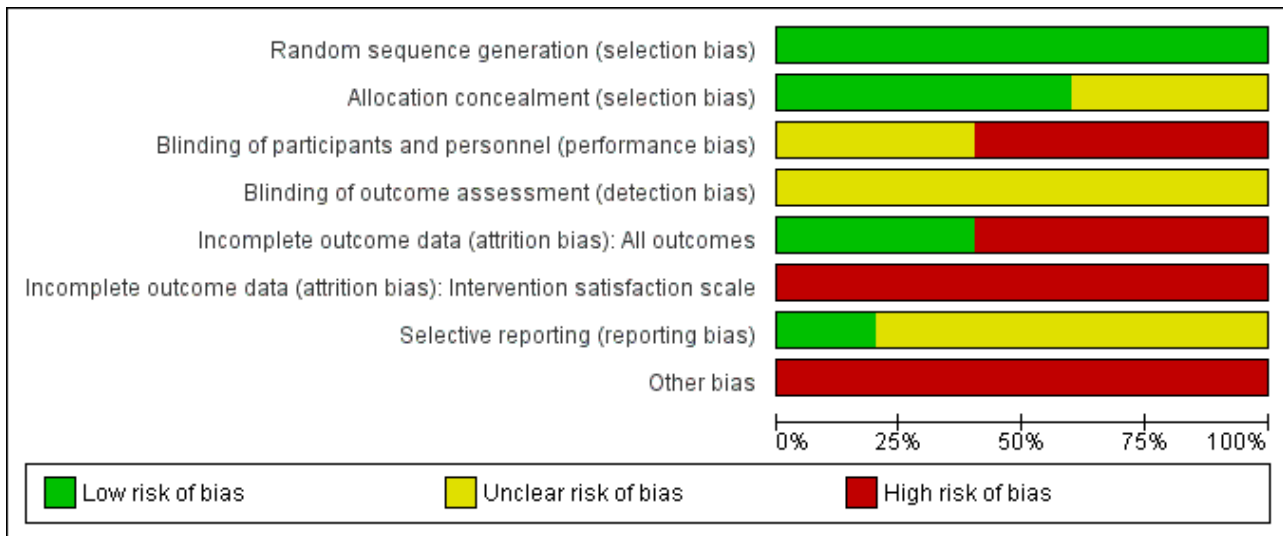 Random sequence generation (selection bias)
Allocation concealment (selection bias)
Blinding of participants and personnel (performance bias)
Blinding of outcome assessment (detection bias)
Incomplete outcome data (attrition bias): All outcomes
Incomplete outcome data (attrition bias): Intervention satisfaction scale
Selective reporting (reporting bias)
Other bias
0% 25% 50% 75% 100%
Low risk of bias Unclear risk of bias High risk of bias